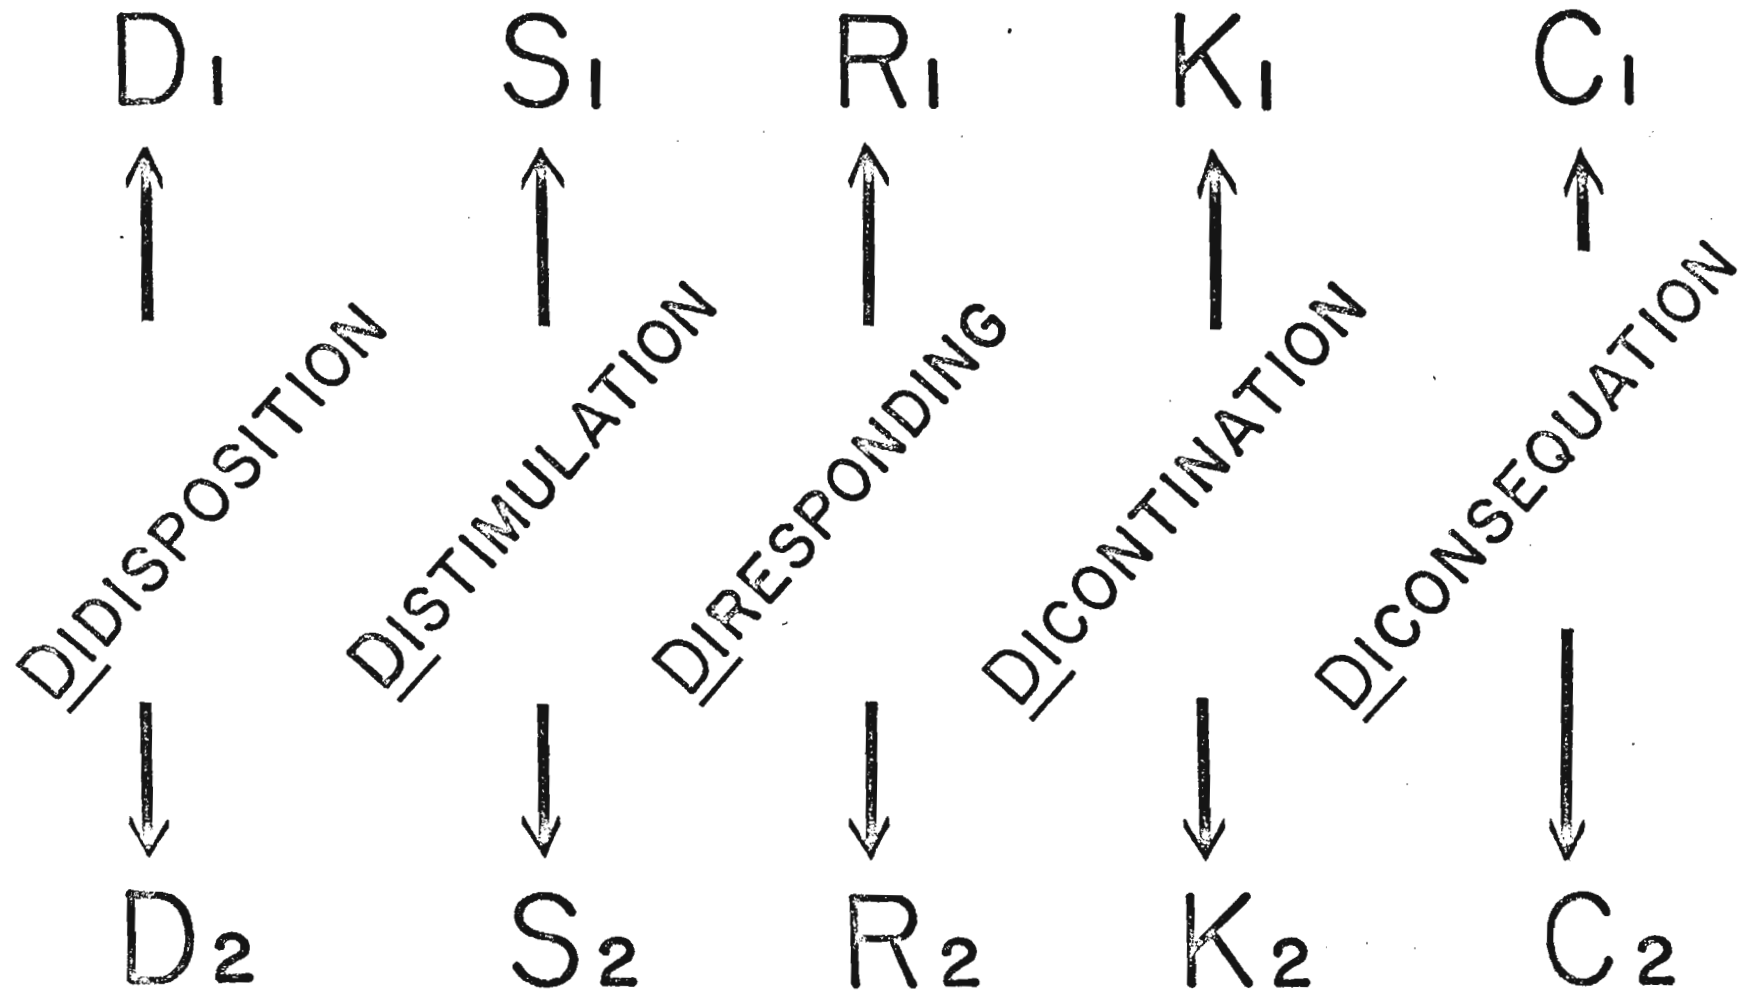 D1 S1 R1 K1 C1
DIDISPOSITION
DISTIMULATION
DIRESPONDING
DICONTINATION
DICONSEQUATION
D2 S2 R2 K2 C2